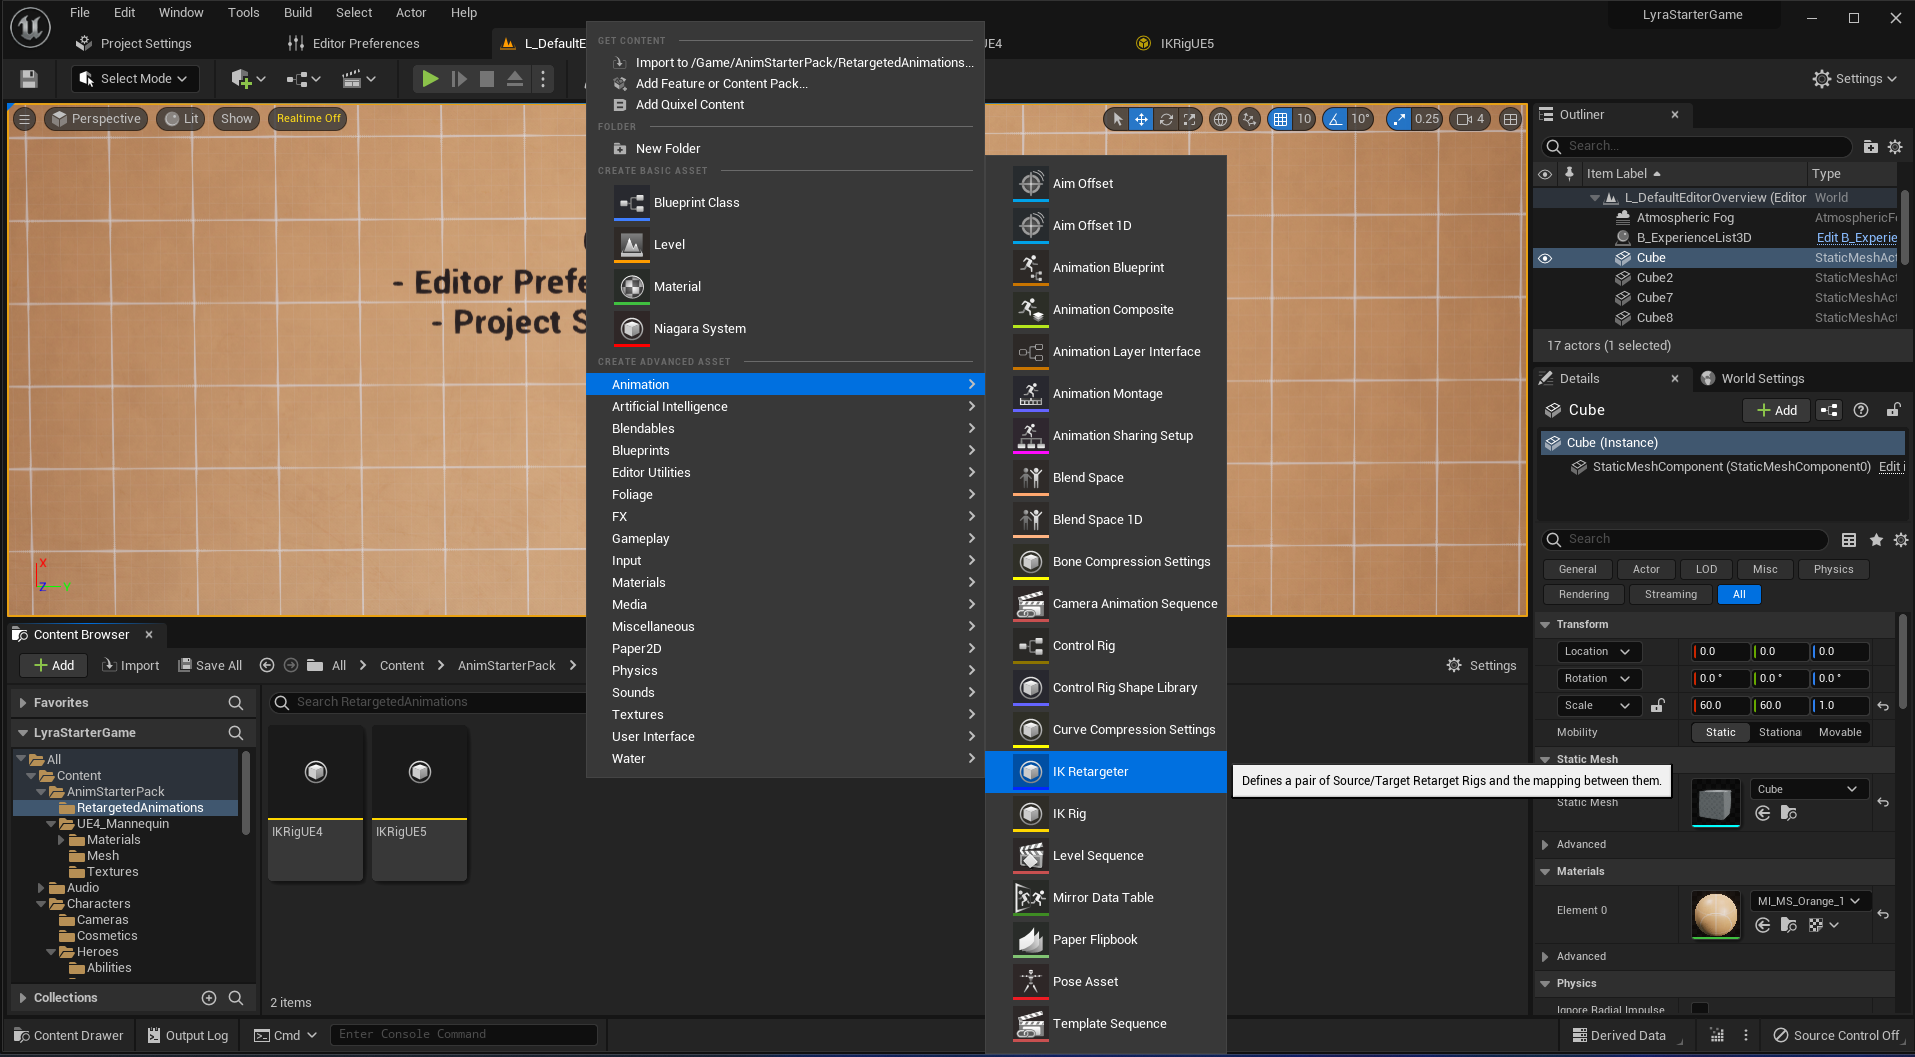 File Edit Window Tools Build Select Actor Help
LyraStarterGame
Project Settings
Editor Preferences
L_DefaultE
E4
IKRigUE5
Select Mode
Settings
Perspective
Lit
Show
Realtime Off
10
10°
0.25
4
- Editor Prefe
- Project S
GET CONTENT
Import to /Game/AnimStarterPack/RetargetedAnimations...
Add Feature or Content Pack...
Add Quixel Content
FOLDER
New Folder
CREATE BASIC ASSET
Blueprint Class
Level
Material
Niagara System
CREATE ADVANCED ASSET
Animation
Artificial Intelligence
Blendables
Blueprints
Editor Utilities
Foliage
FX
Gameplay
Input
Materials
Media
Miscellaneous
Paper2D
Physics
Sounds
Textures
User Interface
Water
Aim Offset
Aim Offset 1D
Animation Blueprint
Animation Composite
Animation Layer Interface
Animation Montage
Animation Sharing Setup
Blend Space
Blend Space 1D
Bone Compression Settings
Camera Animation Sequence
Control Rig
Control Rig Shape Library
Curve Compression Settings
IK Retargeter
IK Rig
Level Sequence
Mirror Data Table
Paper Flipbook
Pose Asset
Template Sequence
Defines a pair of Source/Target Retarget Rigs and the mapping between them.
Outliner
Search...
Item Label Type
L_DefaultEditorOverview (Editor World
Atmospheric Fog AtmosphericFo
B_ExperienceList3D Edit B_Experie
Cube StaticMeshAct
Cube2 StaticMeshAct
Cube7 StaticMeshAct
Cube8 StaticMeshAct
17 actors (1 selected)
Details
World Settings
Cube
Add
Cube (Instance)
StaticMeshComponent (StaticMeshComponent0) Edit i
Search
General Actor LOD Misc Physics
Rendering Streaming All
Transform
Location 0.0 0.0 0.0
Rotation 0.0 ° 0.0 ° 0.0 °
Scale 60.0 60.0 1.0
Mobility Static Stationa Movable
Static Mesh
Static Mesh Cube
Advanced
Materials
Element 0 MI_MS_Orange_1
Advanced
Physics
Ignore Radial Impulse
X
Z
Y
Content Browser
Add
Import
Save All
All
Content
AnimStarterPack
Settings
Favorites
LyraStarterGame
All
Content
AnimStarterPack
RetargetedAnimations
UE4_Mannequin
Materials
Mesh
Textures
Audio
Characters
Cameras
Cosmetics
Heroes
Abilities
Collections
Search RetargetedAnimations
IKRigUE4
IKRigUE5
2 items
Content Drawer
Output Log
Cmd
Enter Console Command
Derived Data
Source Control Off